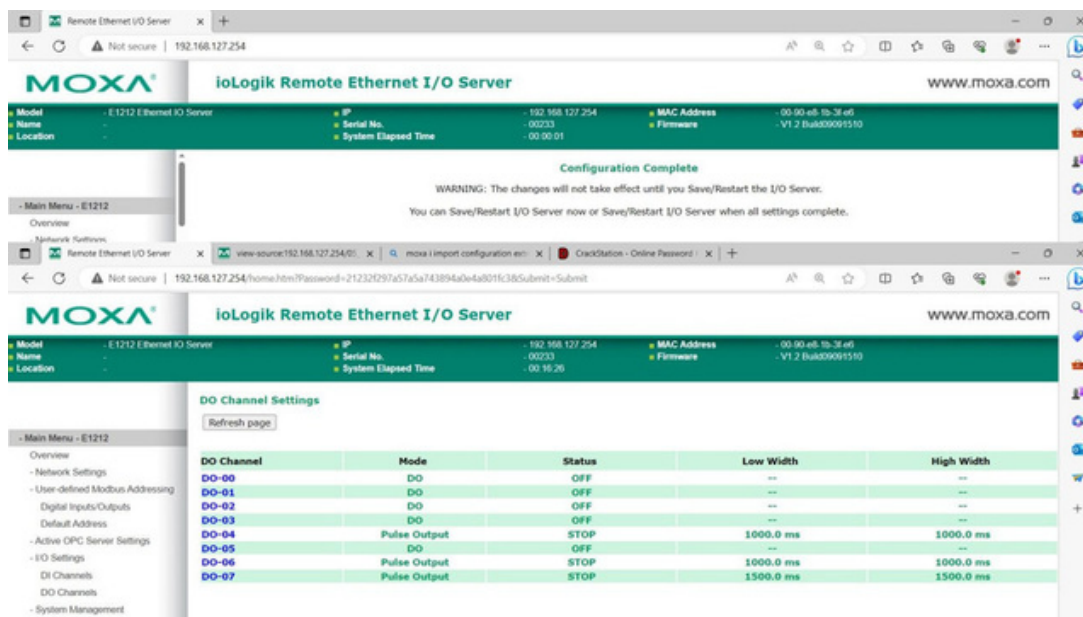 Remote Ethernet I/O Server
Not secure | 192.168.127.254
MOXA
ioLogik Remote Ethernet I/O Server
www.moxa.com
Model - E1212 Ethernet IO Server IP - 192.168.127.254 MAC Address - 00-90-e8-1b-3f-e6
Name - Serial No. - 00233 Firmware - V1.2 Build09091510
Location - System Elapsed Time - 00:00:01
Configuration Complete
WARNING: The changes will not take effect until you Save/Restart the I/O Server.
You can Save/Restart I/O Server now or Save/Restart I/O Server when all settings complete.
- Main Menu - E1212
Overview
- Network Settings
Remote Ethernet I/O Server view-source:192.168.127.254/ moxa i import configuration CrackStation - Online Password
Not secure | 192.168.127.254/home.htm?Password=21232f297a57a5a743894a0e4a801fc3&Submit=Submit
MOXA
ioLogik Remote Ethernet I/O Server
www.moxa.com
Model - E1212 Ethernet IO Server IP - 192.168.127.254 MAC Address - 00-90-e8-1b-3f-e6
Name - Serial No. - 00233 Firmware - V1.2 Build09091510
Location - System Elapsed Time - 00:16:26
DO Channel Settings
Refresh page
- Main Menu - E1212
Overview
- Network Settings
- User-defined Modbus Addressing
Digital Inputs/Outputs
Default Address
- Active OPC Server Settings
- I/O Settings
DI Channels
DO Channels
- System Management
DO Channel Mode Status Low Width High Width
DO-00 DO OFF -- --
DO-01 DO OFF -- --
DO-02 DO OFF -- --
DO-03 DO OFF -- --
DO-04 Pulse Output STOP 1000.0 ms 1000.0 ms
DO-05 DO OFF -- --
DO-06 Pulse Output STOP 1000.0 ms 1000.0 ms
DO-07 Pulse Output STOP 1500.0 ms 1500.0 ms